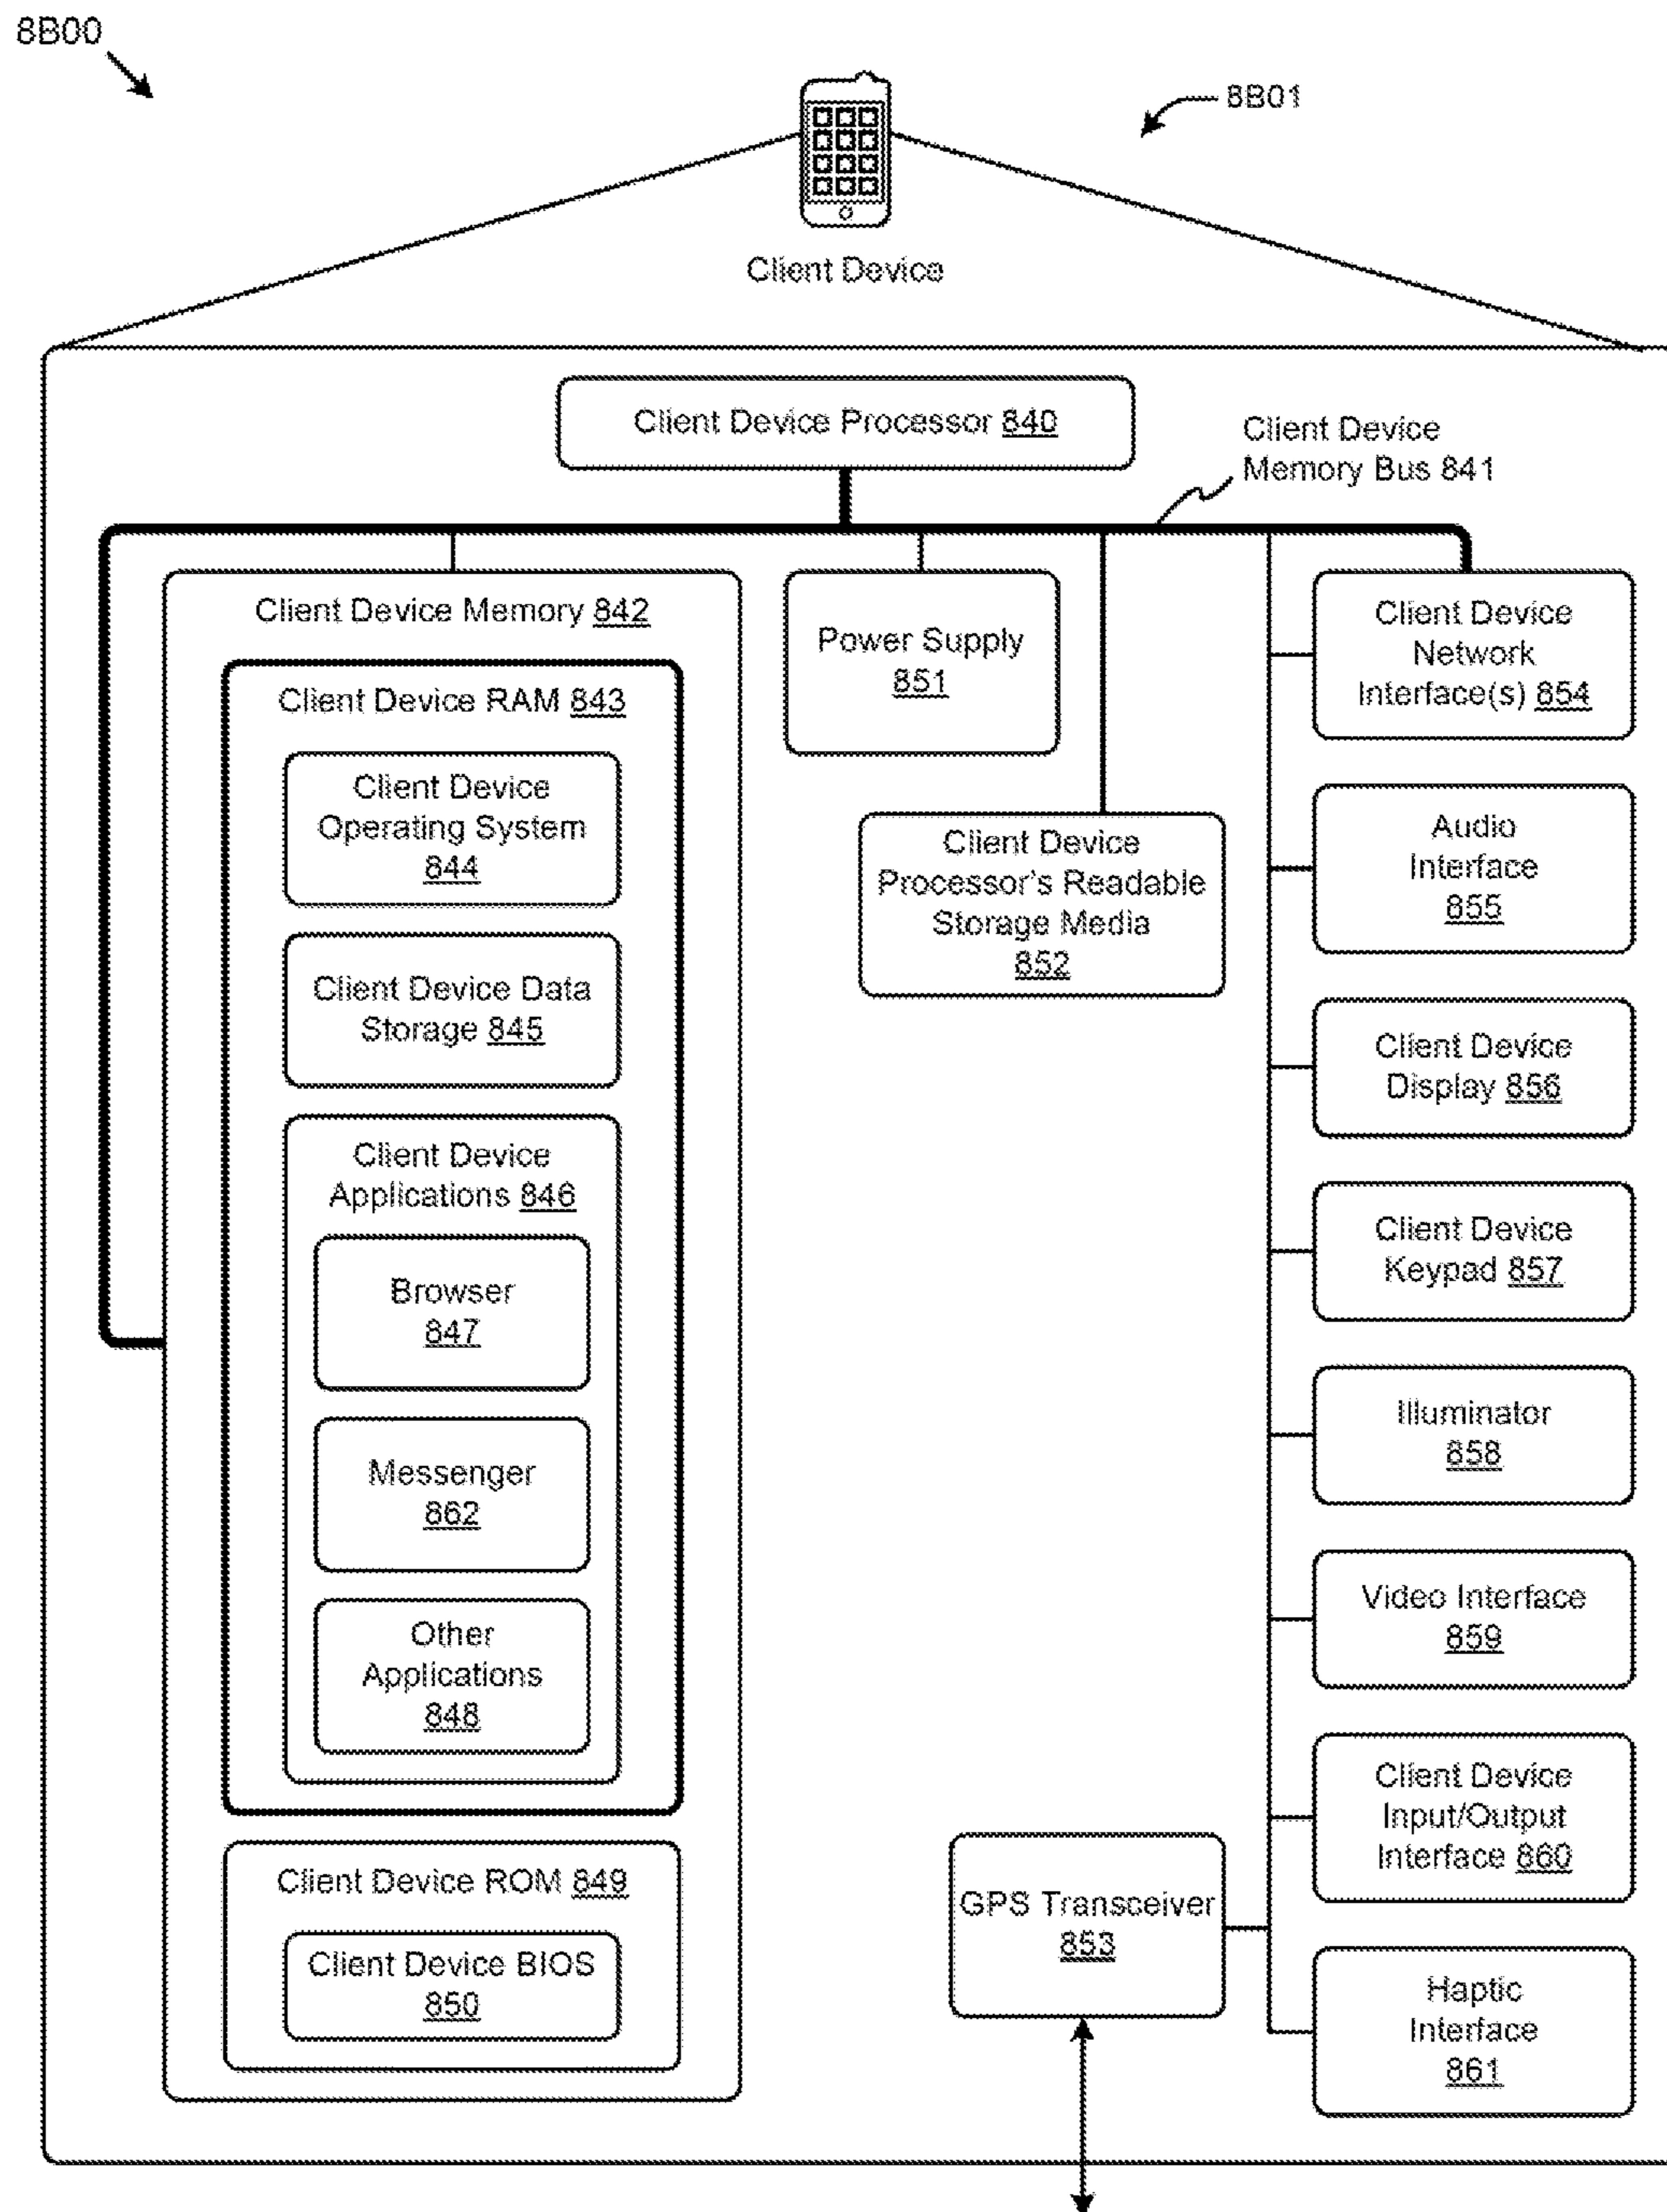 8B00
8B01
Client Device
Client Device Processor 840
Client Device
Memory Bus 841
Client Device Memory 842
Client Device RAM 843
Client Device
Operating System
844
Client Device Data
Storage 845
Client Device
Applications 846
Browser
847
Messenger
862
Other
Applications
848
Client Device ROM 849
Client Device BIOS
850
Power Supply
851
Client Device
Processor's Readable
Storage Media
852
GPS Transceiver
853
Client Device
Network
Interface(s) 854
Audio
Interface
855
Client Device
Display 856
Client Device
Keypad 857
Illuminator
858
Video Interface
859
Client Device
Input/Output
Interface 860
Haptic
Interface
861